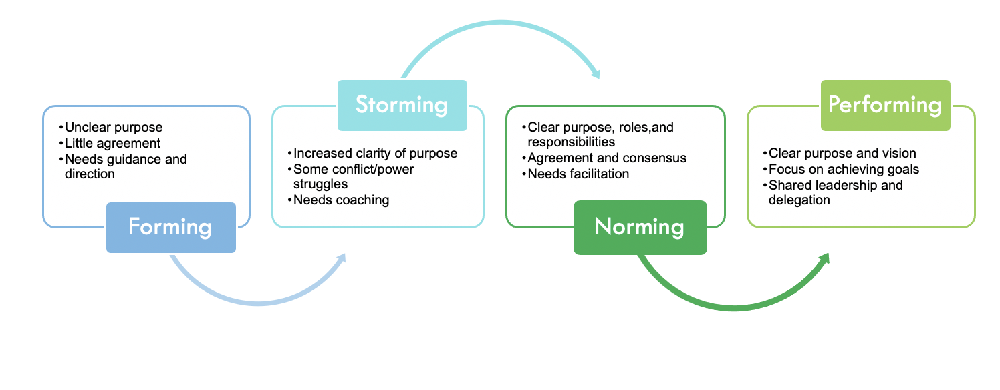 Forming
•Unclear purpose
•Little agreement
•Needs guidance and
direction
Storming
•Increased clarity of purpose
•Some conflict/power
struggles
•Needs coaching
Norming
•Clear purpose, roles,and
responsibilities
•Agreement and consensus
•Needs facilitation
Performing
•Clear purpose and vision
•Focus on achieving goals
•Shared leadership and
delegation